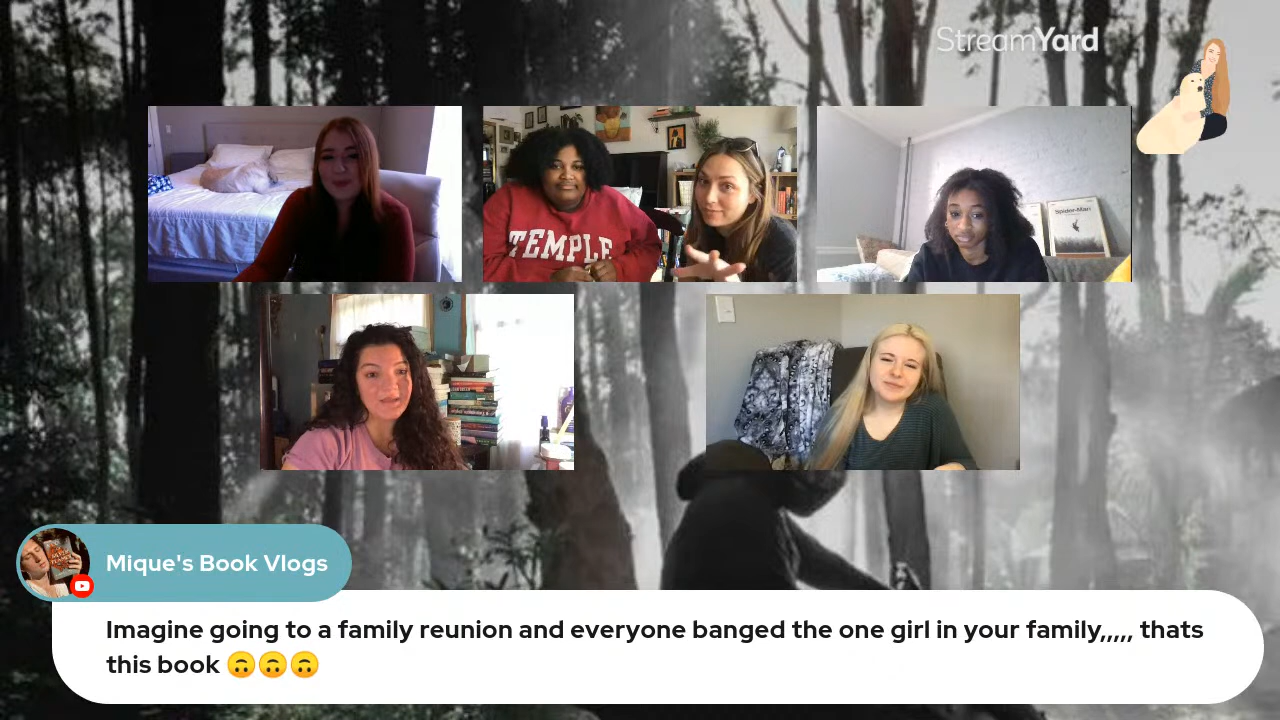 StreamYard
TEMPLE
Spider-Man
Mique's Book Vlogs
Imagine going to a family reunion and everyone banged the one girl in your family,,,,, thats
this book 🙃🙃🙃